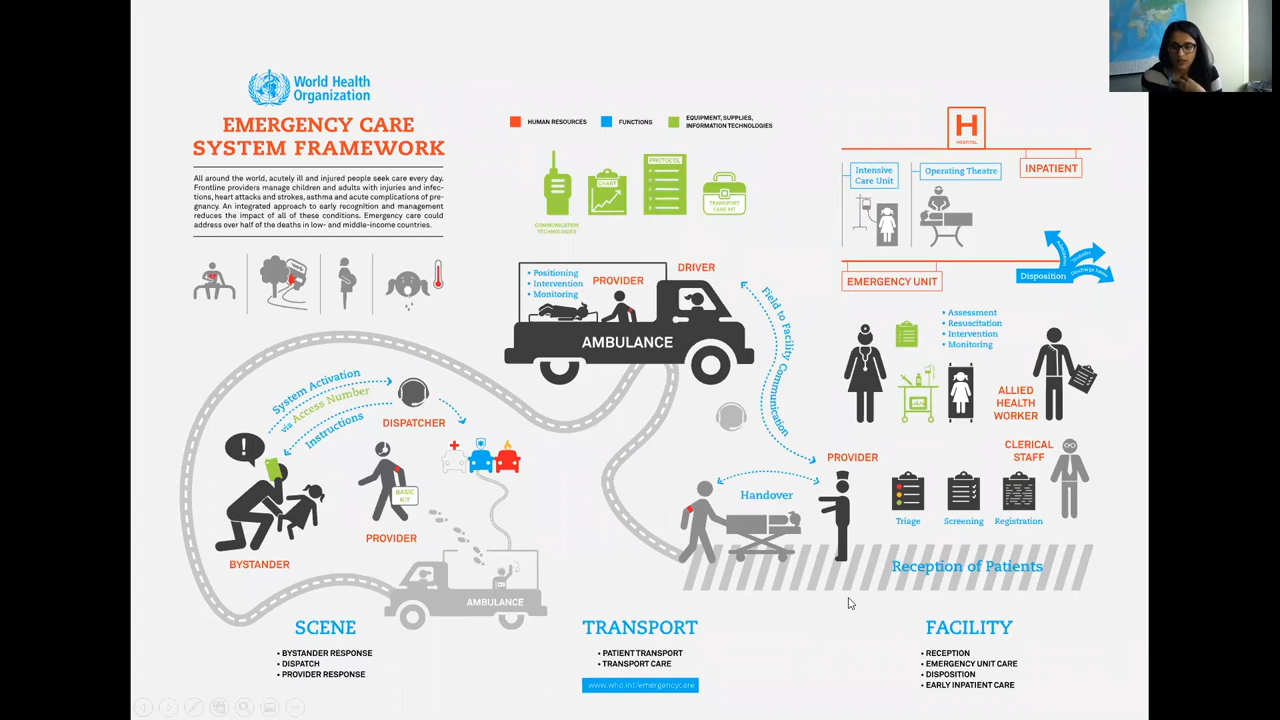 World Health
Organization
EMERGENCY CARE
SYSTEM FRAMEWORK
All around the world, acutely ill and injured people seek care every day.
Frontline providers manage children and adults with injuries and infec-
tions, heart attacks and strokes, asthma and acute complications of pre-
gnancy. An integrated approach to early recognition and management
reduces the impact of all of these conditions. Emergency care could
address over half of the deaths in low- and middle-income countries.
HUMAN RESOURCES
FUNCTIONS
EQUIPMENT, SUPPLIES,
INFORMATION TECHNOLOGIES
COMMUNICATION
TECHNOLOGIES
CHART
PROTOCOL
TRANSPORT
CARE KIT
H
HOSPITAL
INPATIENT
Intensive
Care Unit
Operating Theatre
EMERGENCY UNIT
Disposition
Transfer
• Assessment
• Resuscitation
• Intervention
• Monitoring
ALLIED
HEALTH
WORKER
CLERICAL
STAFF
• Positioning
• Intervention
• Monitoring
PROVIDER
DRIVER
AMBULANCE
Field to Facility Communication
System Activation
via Access Number
Instructions
DISPATCHER
!
BYSTANDER
BASIC
KIT
PROVIDER
AMBULANCE
Handover
PROVIDER
Triage
Screening
Registration
Reception of Patients
SCENE
• BYSTANDER RESPONSE
• DISPATCH
• PROVIDER RESPONSE
TRANSPORT
• PATIENT TRANSPORT
• TRANSPORT CARE
www.who.int/emergencycare
FACILITY
• RECEPTION
• EMERGENCY UNIT CARE
• DISPOSITION
• EARLY INPATIENT CARE